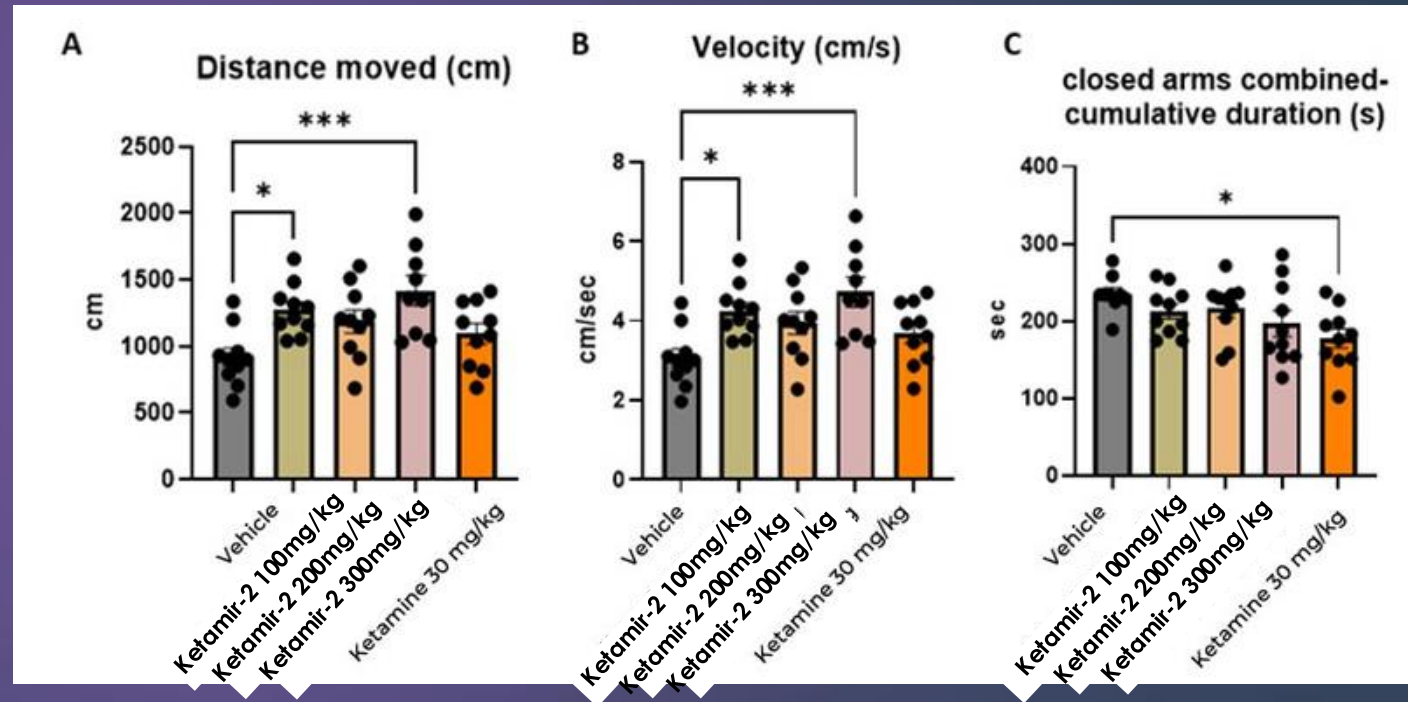 A
Distance moved (cm)
***
*
2500
2000
1500
1000
500
0
cm
Vehicle
Ketamir-2 100mg/kg
Ketamir-2 200mg/kg
Ketamir-2 300mg/kg
Ketamine 30 mg/kg
B
Velocity (cm/s)
***
*
8
6
4
2
0
cm/sec
Vehicle
Ketamir-2 100mg/kg
Ketamir-2 200mg/kg
Ketamir-2 300mg/kg
Ketamine 30 mg/kg
C
closed arms combined-
cumulative duration (s)
*
400
300
200
100
0
sec
Vehicle
Ketamir-2 100mg/kg
Ketamir-2 200mg/kg
Ketamir-2 300mg/kg
Ketamine 30 mg/kg